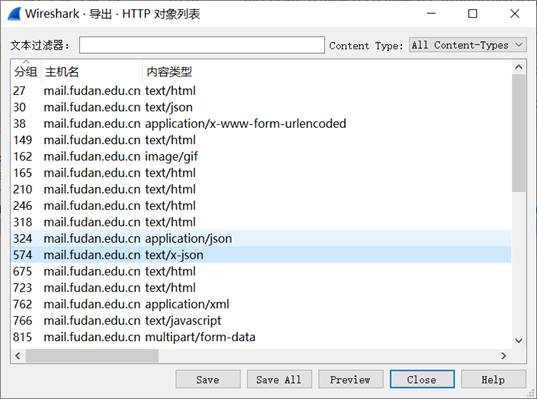 Wireshark · 导出 · HTTP 对象列表
文本过滤器: Content Type: All Content-Types
分组 主机名 内容类型
27 mail.fudan.edu.cn text/html
30 mail.fudan.edu.cn text/json
38 mail.fudan.edu.cn application/x-www-form-urlencoded
149 mail.fudan.edu.cn text/html
162 mail.fudan.edu.cn image/gif
165 mail.fudan.edu.cn text/html
210 mail.fudan.edu.cn text/html
246 mail.fudan.edu.cn text/html
318 mail.fudan.edu.cn text/html
324 mail.fudan.edu.cn application/json
574 mail.fudan.edu.cn text/x-json
675 mail.fudan.edu.cn text/html
723 mail.fudan.edu.cn text/html
762 mail.fudan.edu.cn application/xml
766 mail.fudan.edu.cn text/javascript
815 mail.fudan.edu.cn multipart/form-data
Save Save All Preview Close Help